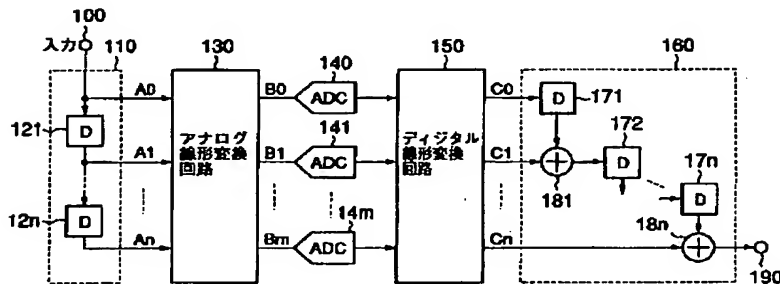 100
入力
110
130
140
150
160
A0
B0
ADC
C0
D
171
121
D
アナログ
線形変換
回路
141
ディジタル
線形変換
回路
172
A1
B1
ADC
C1
D
17n
181
D
12n
D
14m
18n
An
Bm
ADC
Cn
190